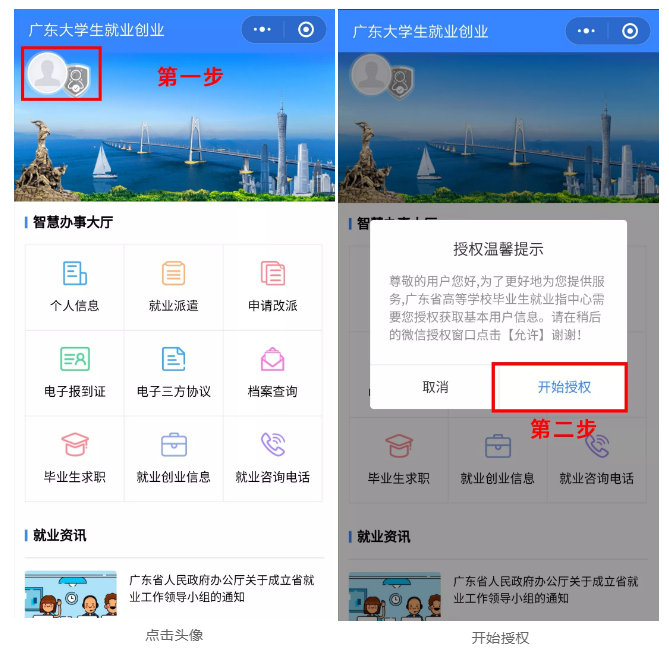 广东大学生就业创业
第一步
智慧办事大厅
个人信息
就业派遣
申请改派
电子报到证
电子三方协议
档案查询
毕业生求职
就业创业信息
就业咨询电话
就业资讯
广东省人民政府办公厅关于成立省就
业工作领导小组的通知
点击头像
广东大学生就业创业
授权温馨提示
尊敬的用户您好,为了更好地为您提供服
务,广东省高等学校毕业生就业指中心需
要您授权获取基本用户信息。请在稍后
的微信授权窗口点击【允许】谢谢!
取消
开始授权
第二步
毕业生求职
就业创业信息
就业咨询电话
就业资讯
广东省人民政府办公厅关于成立省就
业工作领导小组的通知
开始授权